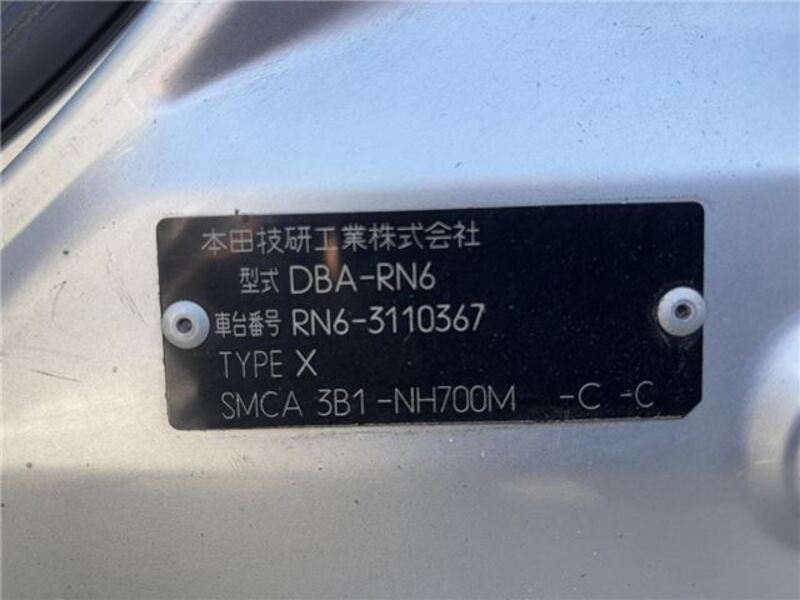 本田技研工業株式会社
型式 DBA-RN6
車台番号 RN6-3110367
TYPE X
SMCA 3B1-NH700M -C -C